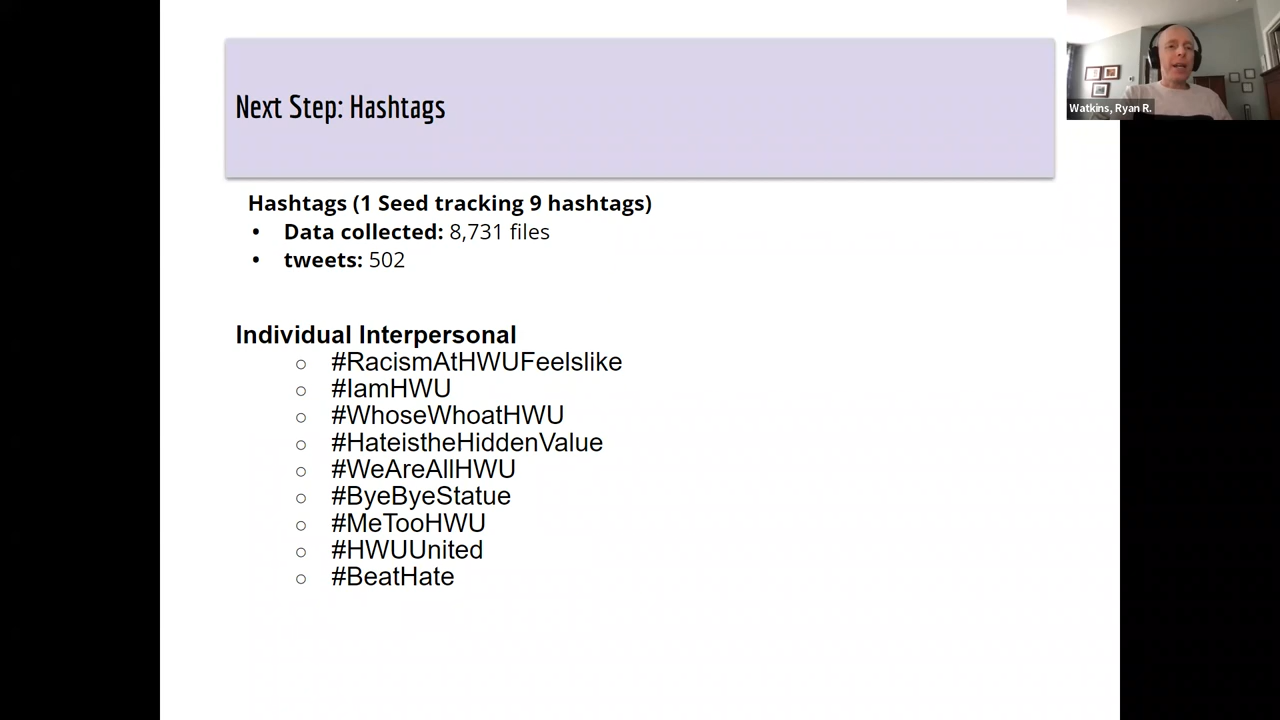 Next Step: Hashtags
Watkins, Ryan R.
Hashtags (1 Seed tracking 9 hashtags)
• Data collected: 8,731 files
• tweets: 502
Individual Interpersonal
○ #RacismAtHWUFeelslike
○ #IamHWU
○ #WhoseWhoatHWU
○ #HateistheHiddenValue
○ #WeAreAllHWU
○ #ByeByeStatue
○ #MeTooHWU
○ #HWUUnited
○ #BeatHate